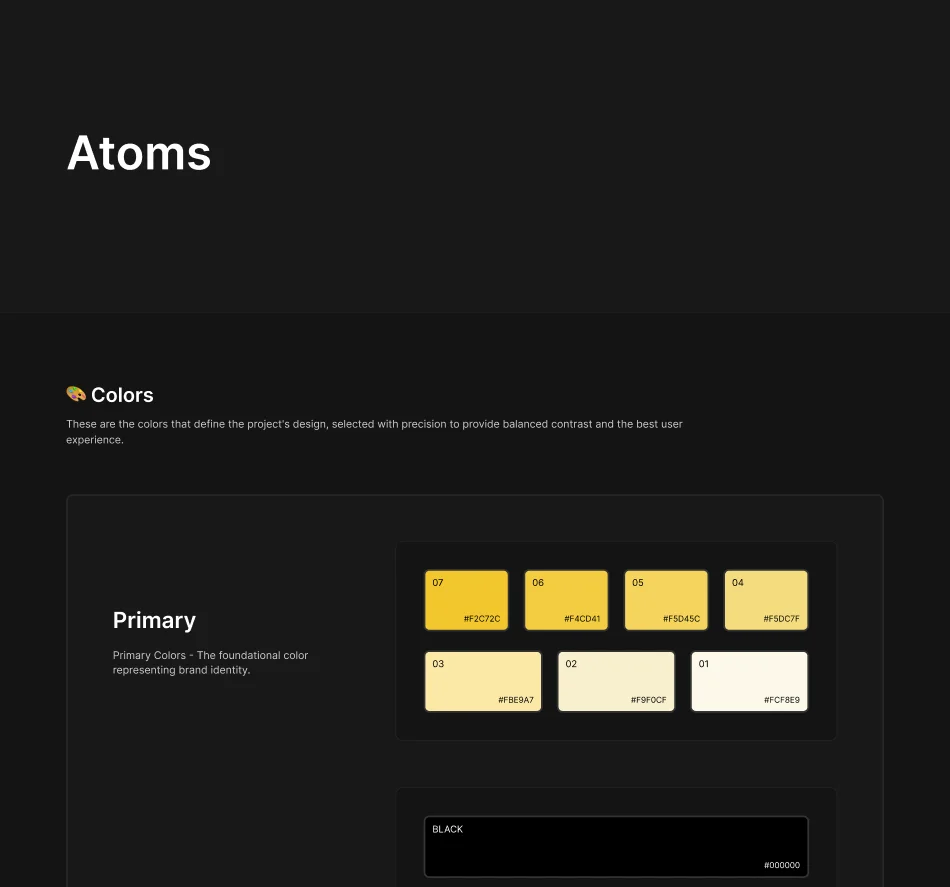 Atoms
Colors
These are the colors that define the project's design, selected with precision to provide balanced contrast and the best user
experience.
Primary
Primary Colors - The foundational color
representing brand identity.
07
#F2C72C
06
#F4CD41
05
#F5D45C
04
#F5DC7F
03
#FBE9A7
02
#F9F0CF
01
#FCF8E9
BLACK
#000000